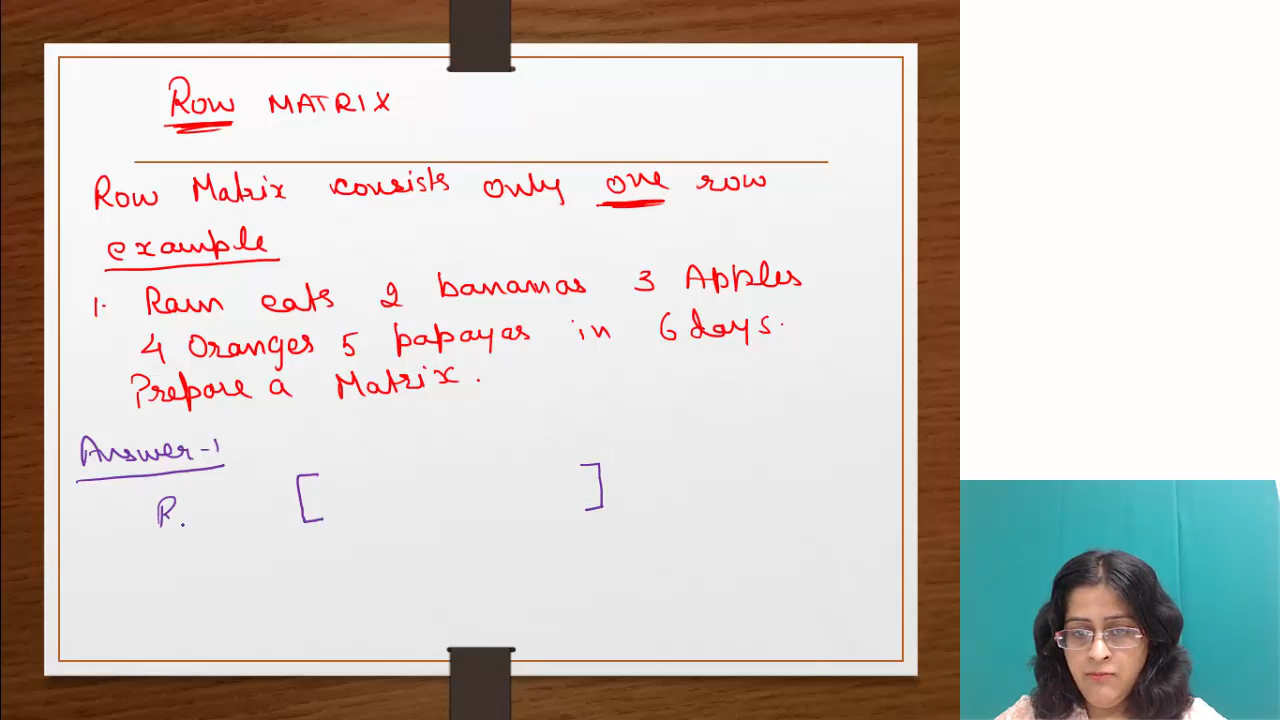 Row MATRIX
Row Matrix consists only one row
example
1. Ram eats 2 bananas 3 Apples
4 Oranges 5 papayas in 6 days.
Prepare a Matrix.
Answer-1
R. [ ]